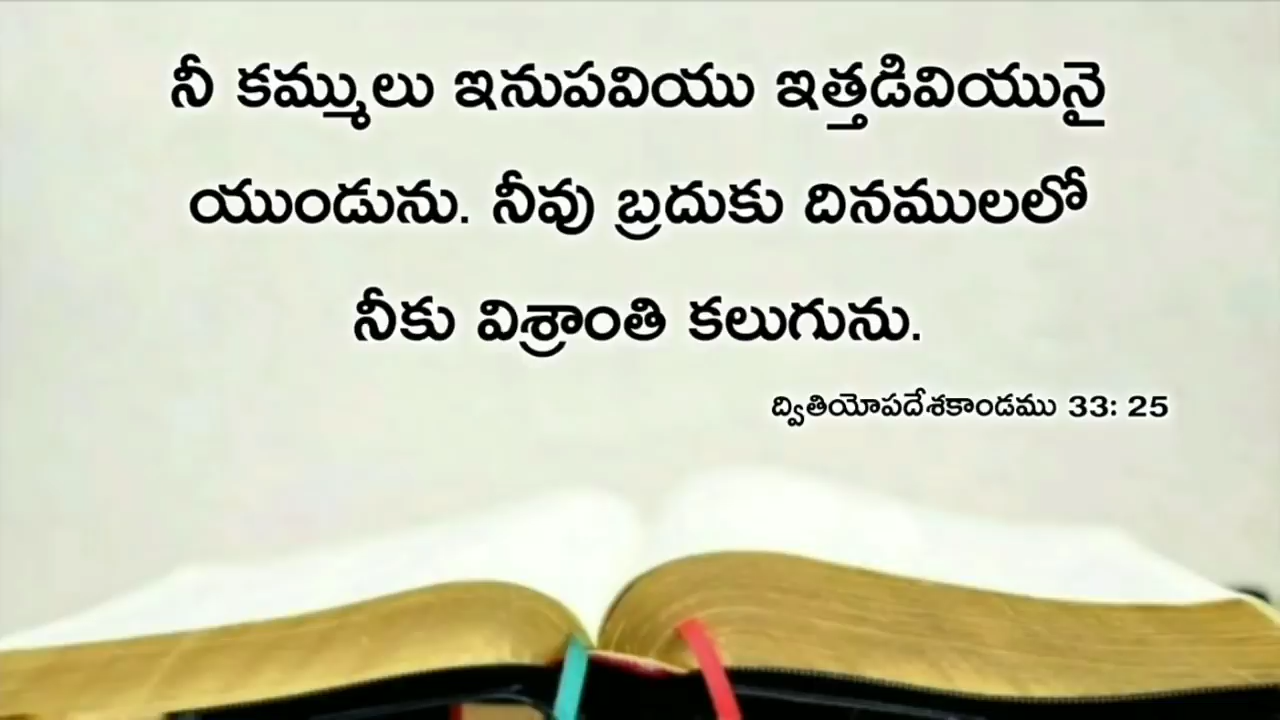 నీ కమ్ములు ఇనుపవియు ఇత్తడివియునై
యుండును. నీవు బ్రదుకు దినములలో
నీకు విశ్రాంతి కలుగును.
ద్వితియోపదేశకాండము 33: 25